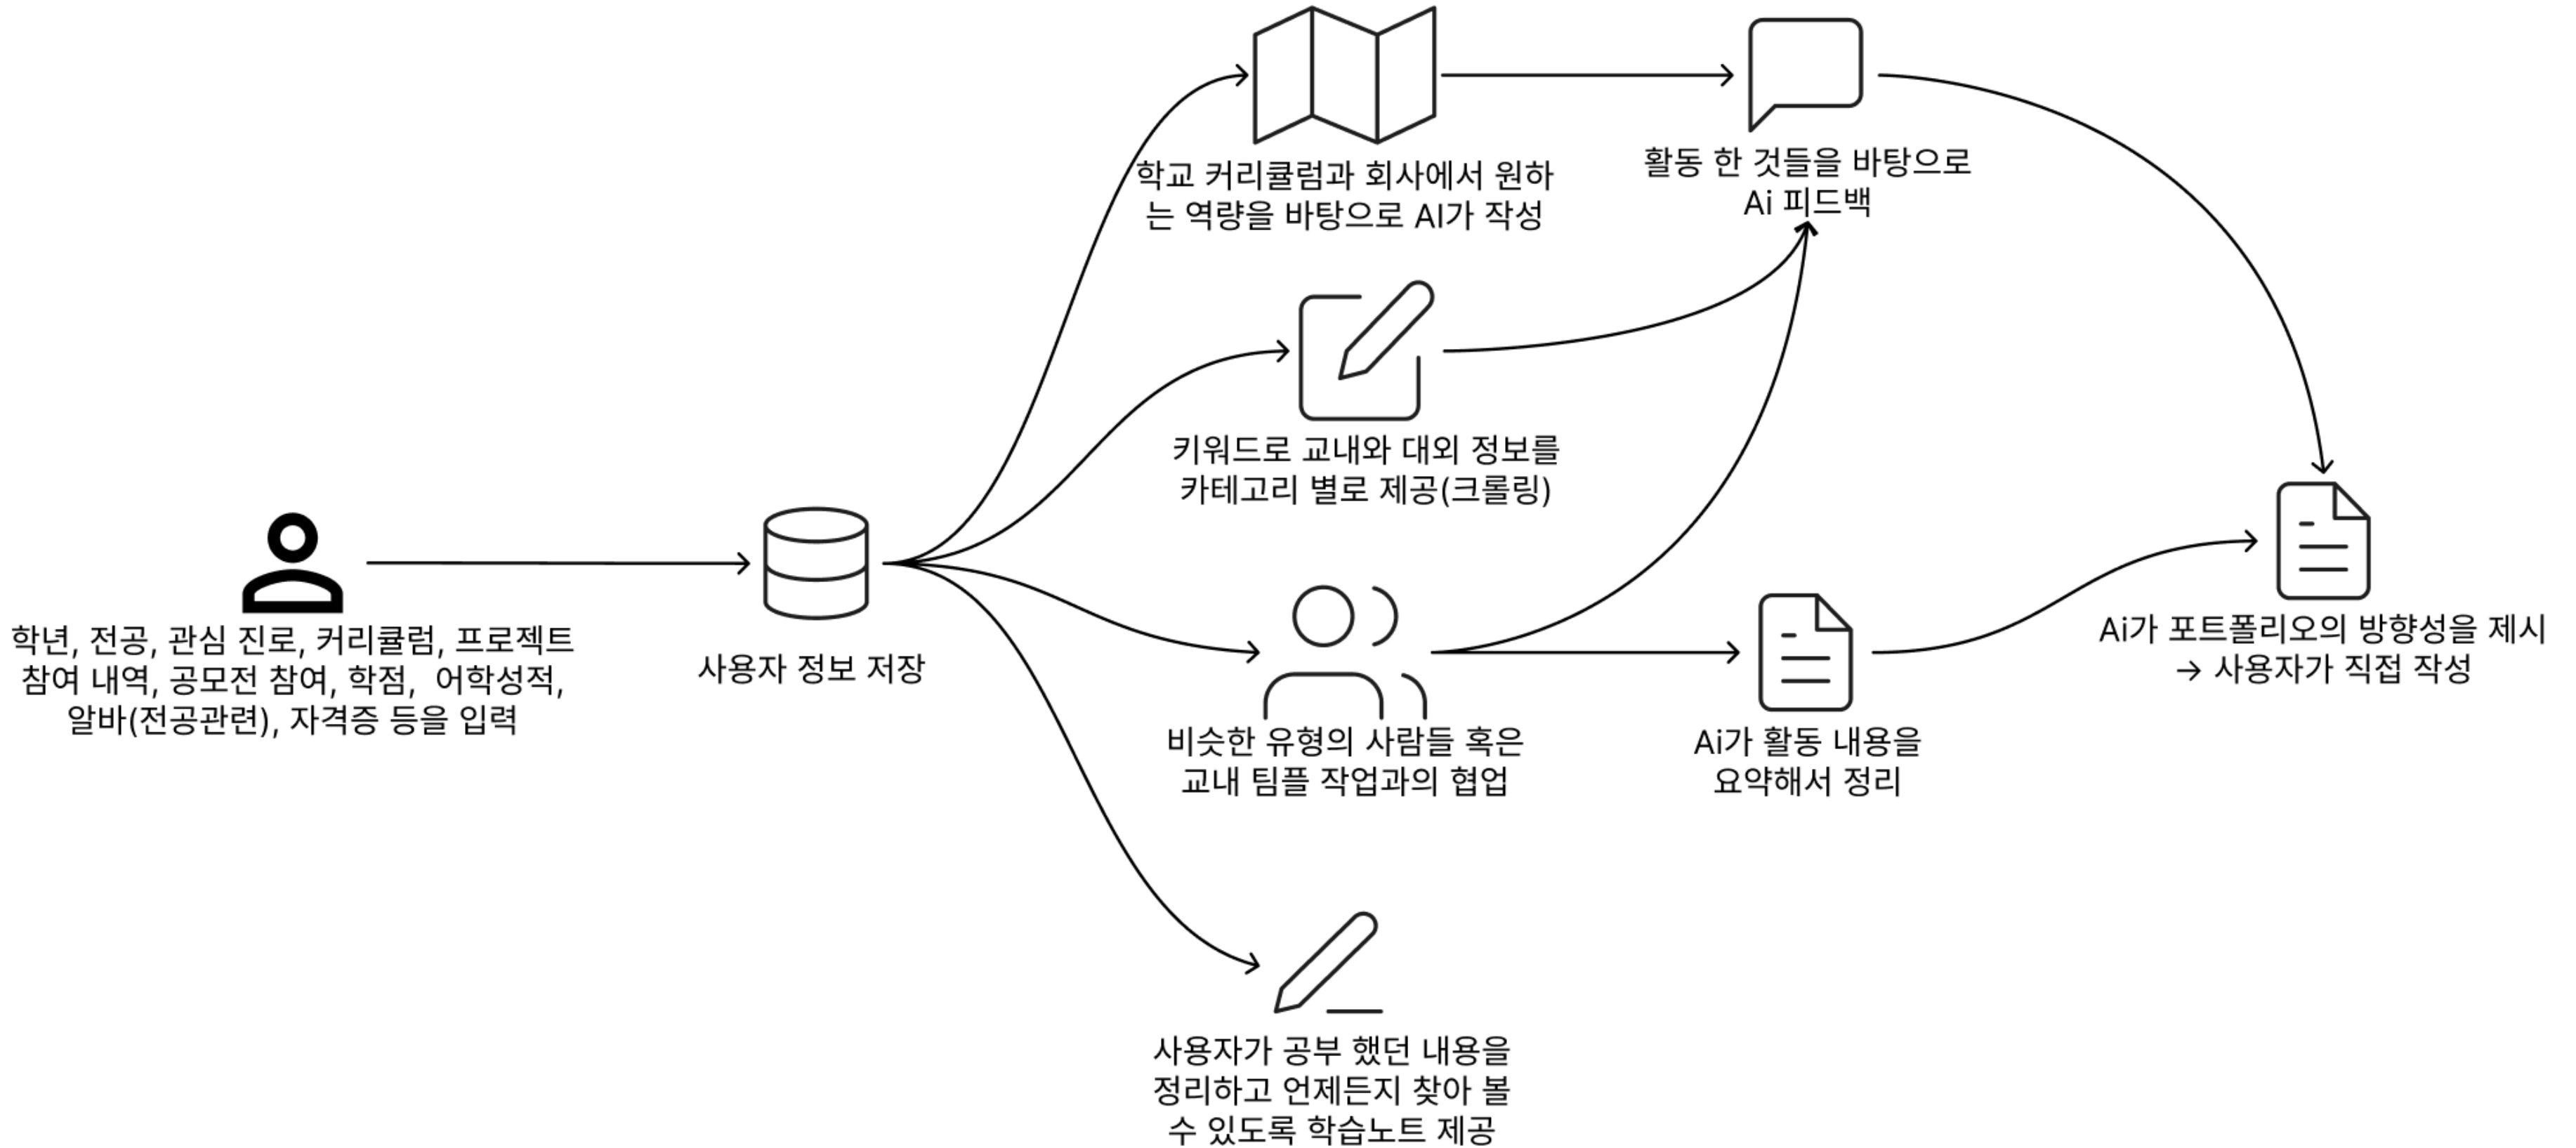 학교 커리큘럼과 회사에서 원하
는 역량을 바탕으로 AI가 작성
활동 한 것들을 바탕으로
Ai 피드백
키워드로 교내와 대외 정보를
카테고리 별로 제공(크롤링)
학년, 전공, 관심 진로, 커리큘럼, 프로젝트
참여 내역, 공모전 참여, 학점, 어학성적,
알바(전공관련), 자격증 등을 입력
사용자 정보 저장
비슷한 유형의 사람들 혹은
교내 팀플 작업과의 협업
Ai가 활동 내용을
요약해서 정리
Ai가 포트폴리오의 방향성을 제시
→ 사용자가 직접 작성
사용자가 공부 했던 내용을
정리하고 언제든지 찾아 볼
수 있도록 학습노트 제공